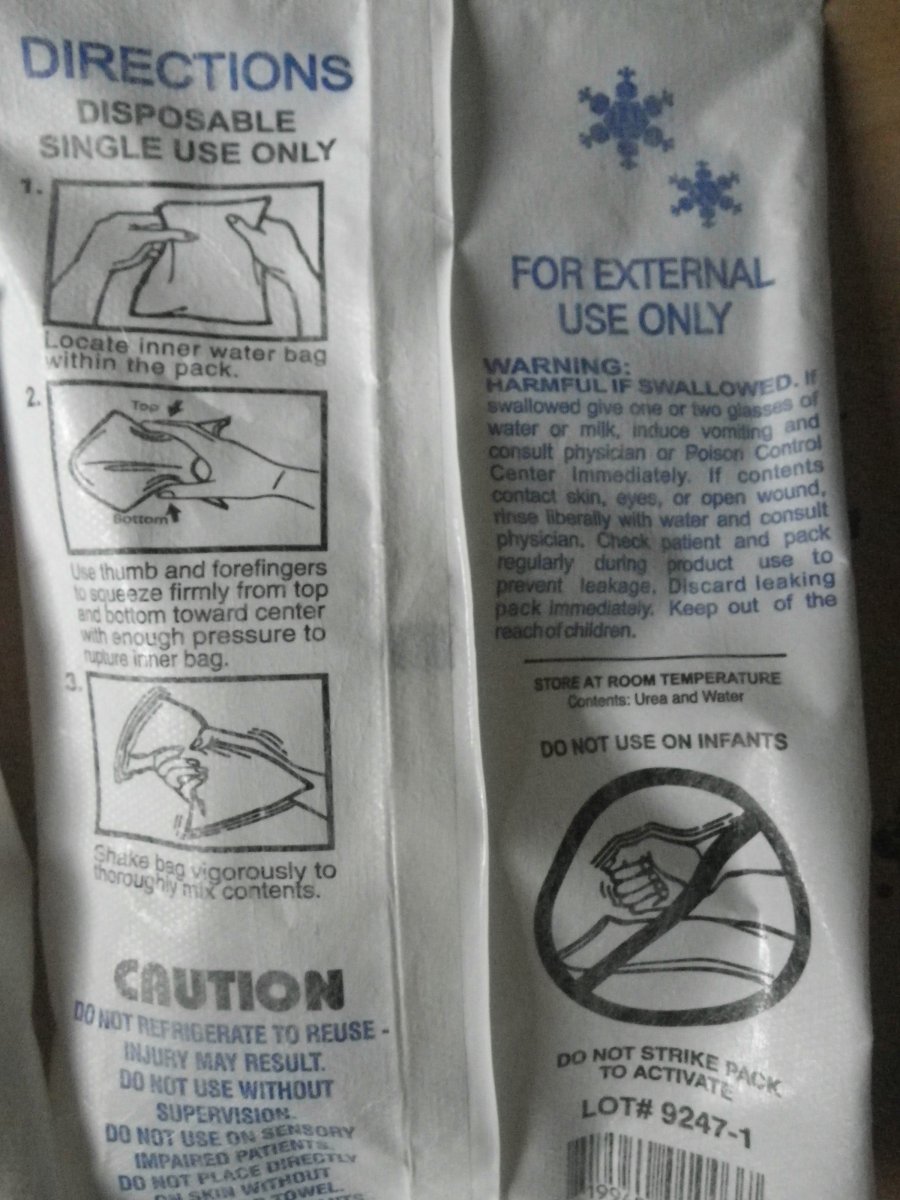 DIRECTIONS
DISPOSABLE
SINGLE USE ONLY
1.
Locate inner water bag
within the pack.
2.
Top
Bottom
Use thumb and forefingers
to squeeze firmly from top
and bottom toward center
with enough pressure to
rupture inner bag.
3.
Shake bag vigorously to
thoroughly mix contents.
CAUTION
DO NOT REFRIGERATE TO REUSE -
INJURY MAY RESULT.
DO NOT USE WITHOUT
SUPERVISION.
DO NOT USE ON SENSORY
IMPAIRED PATIENTS.
DO NOT PLACE DIRECTLY
ON SKIN WITHOUT
TOWEL.
FOR EXTERNAL
USE ONLY
WARNING:
HARMFUL IF SWALLOWED. If
swallowed give one or two glasses of
water or milk, induce vomiting and
consult physician or Poison Control
Center Immediately. If contents
contact skin, eyes, or open wound,
rinse liberally with water and consult
physician. Check patient and pack
regularly during product use to
prevent leakage. Discard leaking
pack Immediately. Keep out of the
reach of children.
STORE AT ROOM TEMPERATURE
Contents: Urea and Water
DO NOT USE ON INFANTS
DO NOT STRIKE PACK
TO ACTIVATE
LOT# 9247-1